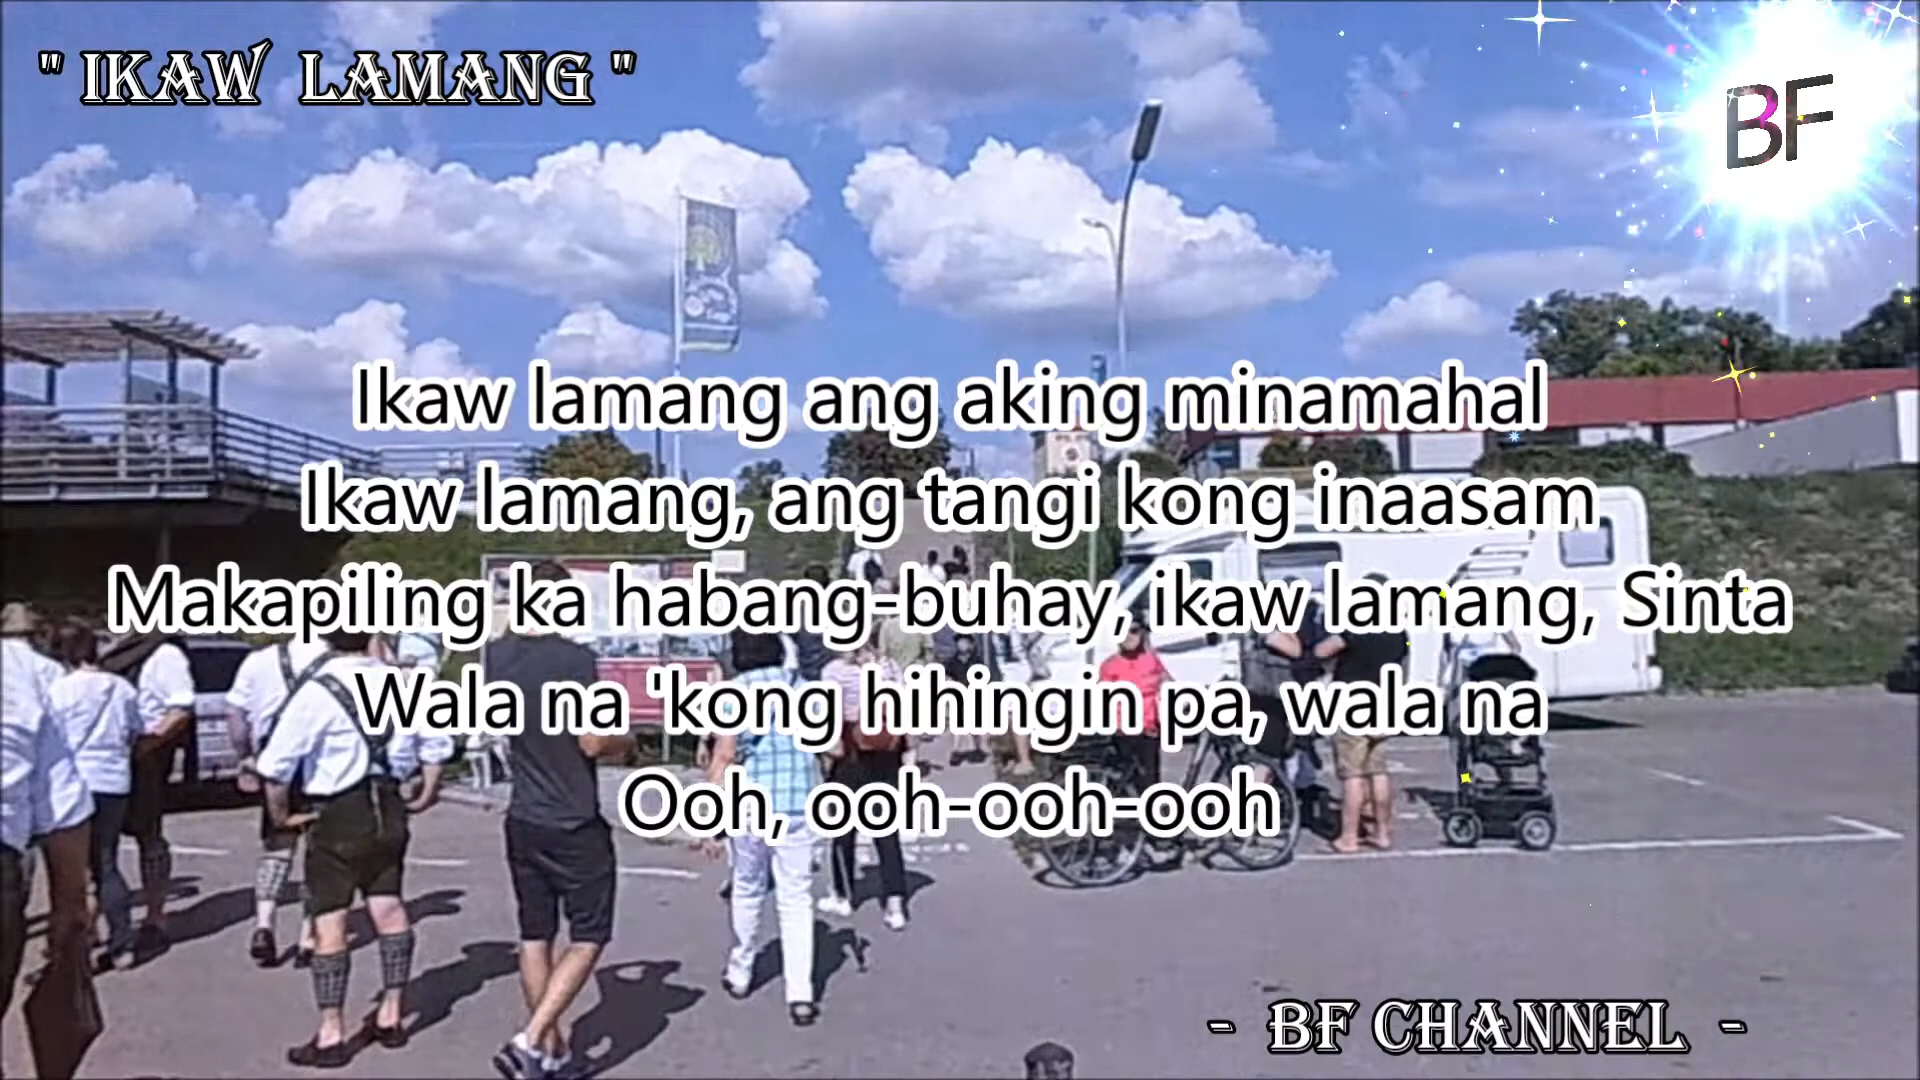 " IKAW LAMANG "
BF
Ikaw lamang ang aking minamahal
Ikaw lamang, ang tangi kong inaasam
Makapiling ka habang-buhay, ikaw lamang, Sinta
Wala na 'kong hihingin pa, wala na
Ooh, ooh-ooh-ooh
- BF CHANNEL -